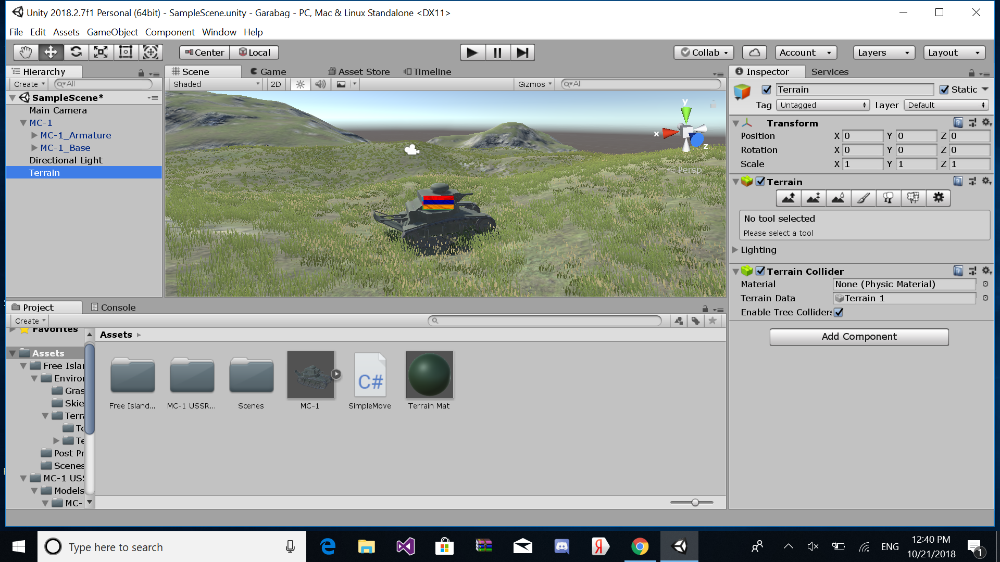 Unity 2018.2.7f1 Personal (64bit) - SampleScene.unity - Garabag - PC, Mac & Linux Standalone <DX11>
File Edit Assets GameObject Component Window Help
Center Local Collab Account Layers Layout
Hierarchy
Create All
SampleScene*
Main Camera
MC-1
MC-1_Armature
MC-1_Base
Directional Light
Terrain
Scene Game Asset Store Timeline
Shaded 2D Gizmos All
y
x
z
Persp
Inspector Services
Terrain Static
Tag Untagged Layer Default
Transform
Position X 0 Y 0 Z 0
Rotation X 0 Y 0 Z 0
Scale X 1 Y 1 Z 1
Terrain
No tool selected
Please select a tool
Lighting
Terrain Collider
Material None (Physic Material)
Terrain Data Terrain 1
Enable Tree Colliders
Add Component
Project Console
Create
Favorites
Assets
Free Islar
Enviror
Gras
Skie
Terra
Te
Te
Post Pr
Scenes
MC-1 USS
Models
MC-
Assets
Free Island...
MC-1 USSR...
Scenes
MC-1
C#
SimpleMove
Terrain Mat
Type here to search
ENG
12:40 PM
10/21/2018
1